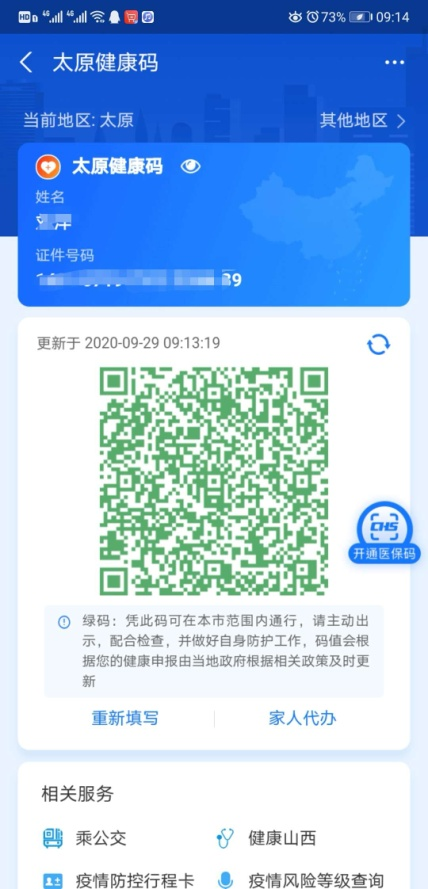 HD 4G 4G 73% 09:14
太原健康码
当前地区: 太原
其他地区
太原健康码
姓名
证件号码
39
更新于 2020-09-29 09:13:19
CHS
开通医保码
绿码：凭此码可在本市范围内通行，请主动出
示，配合检查，并做好自身防护工作，码值会根
据您的健康申报由当地政府根据相关政策及时更
新
重新填写
家人代办
相关服务
乘公交
健康山西
疫情防控行程卡
疫情风险等级查询